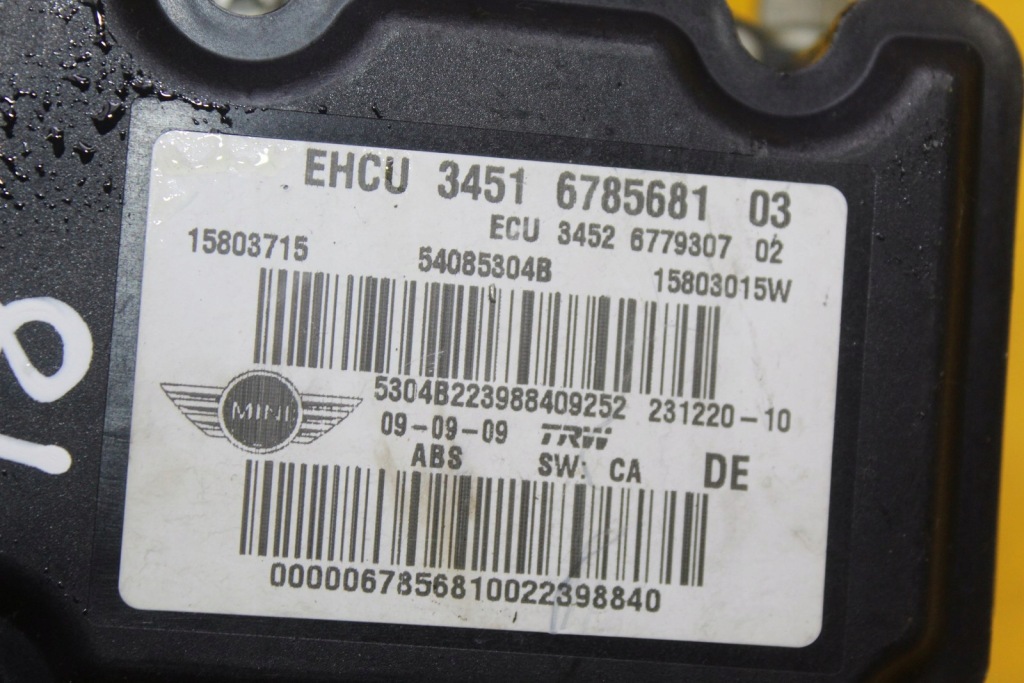 EHCU 3451 6785681 03
ECU 3452 6779307 02
15803715 54085304B 15803015W
5304B223988409252 231220-10
MINI
09-09-09 TRW
ABS SW: CA DE
0000067856810022398840